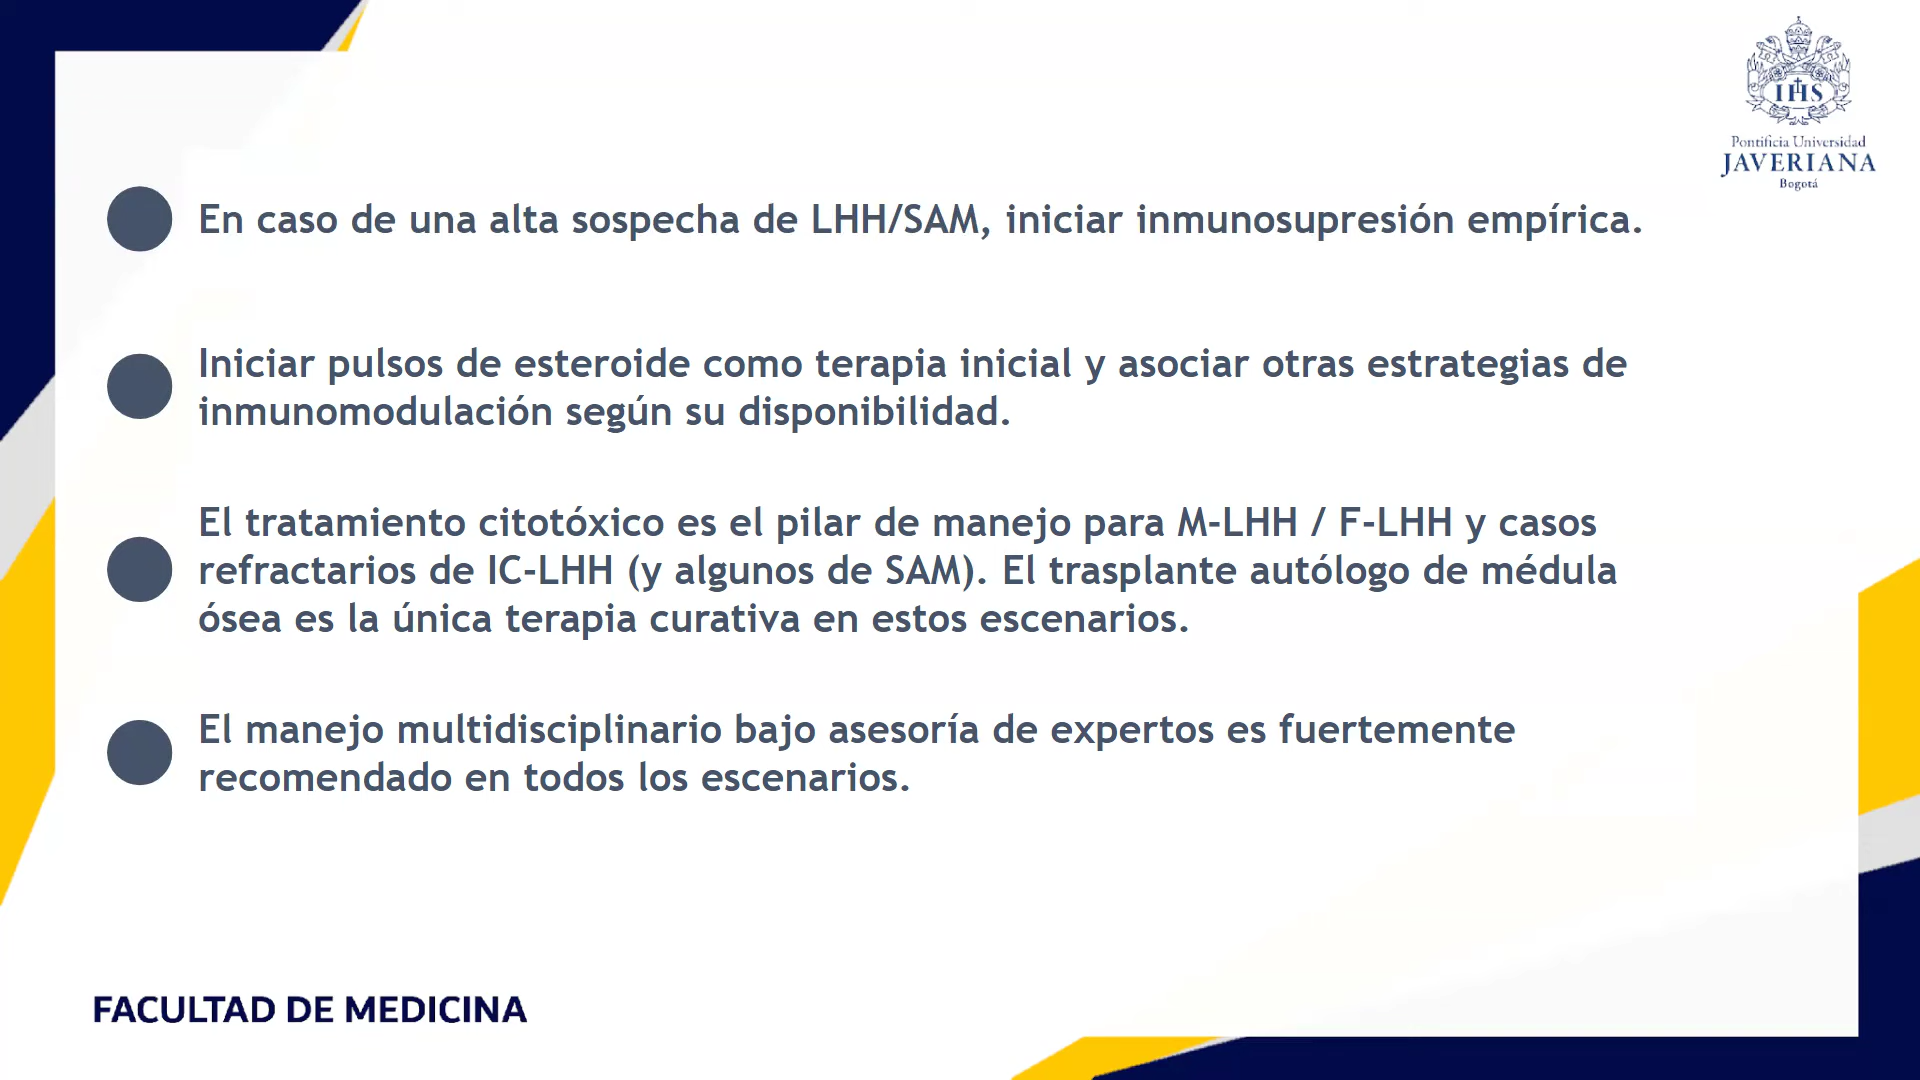 IHS
Pontificia Universidad
JAVERIANA
Bogotá
En caso de una alta sospecha de LHH/SAM, iniciar inmunosupresión empírica.
Iniciar pulsos de esteroide como terapia inicial y asociar otras estrategias de
inmunomodulación según su disponibilidad.
El tratamiento citotóxico es el pilar de manejo para M-LHH / F-LHH y casos
refractarios de IC-LHH (y algunos de SAM). El trasplante autólogo de médula
ósea es la única terapia curativa en estos escenarios.
El manejo multidisciplinario bajo asesoría de expertos es fuertemente
recomendado en todos los escenarios.
FACULTAD DE MEDICINA